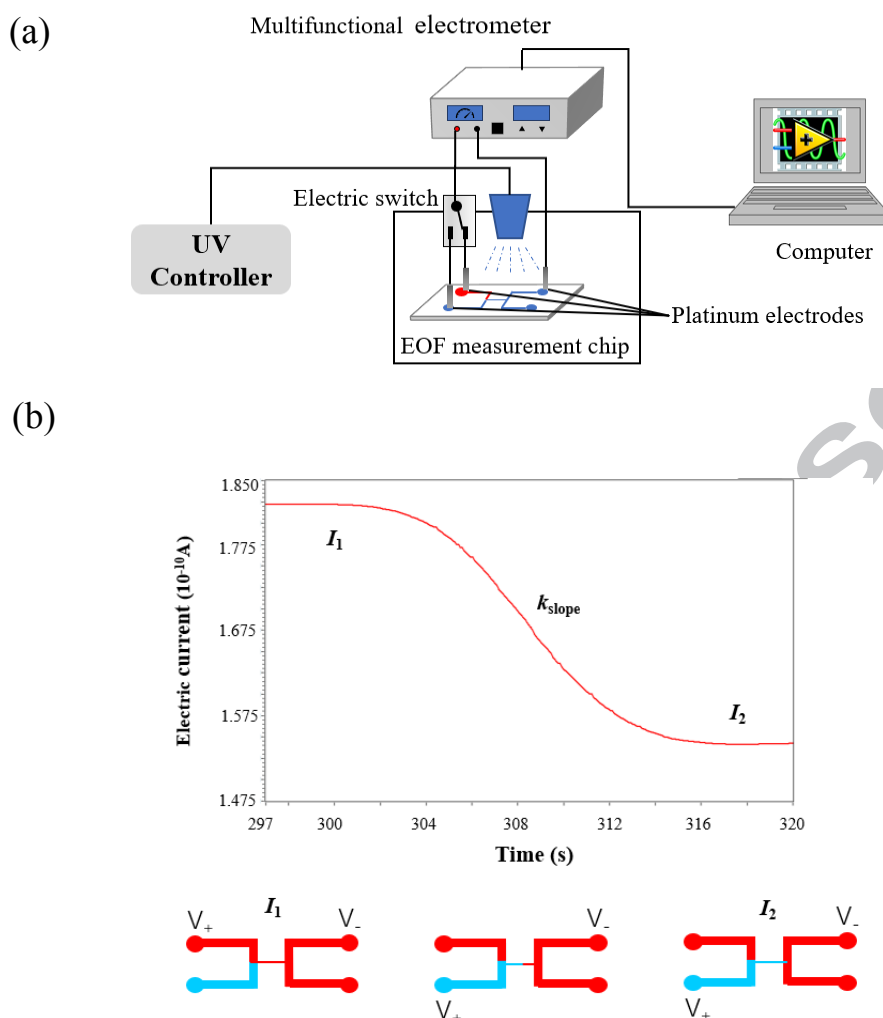 (a)
Multifunctional electrometer
Electric switch
UV
Controller
Computer
Platinum electrodes
EOF measurement chip
(b)
Electric current (10⁻¹⁰A)
1.850
1.775
1.675
1.575
1.475
I₁
kslope
I₂
297 300 304 308 312 316 320
Time (s)
V₊ I₁ V₋
V₋
V₊
I₂ V₋
V₊